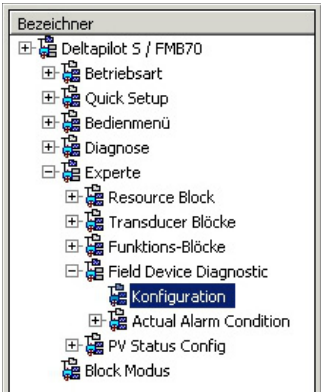 Bezeichner
Deltapilot S / FMB70
Betriebsart
Quick Setup
Bedienmenü
Diagnose
Experte
Resource Block
Transducer Blöcke
Funktions-Blöcke
Field Device Diagnostic
Konfiguration
Actual Alarm Condition
PV Status Config
Block Modus